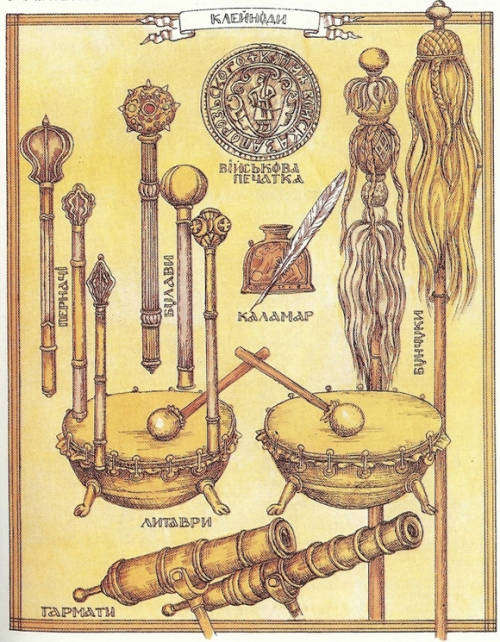 КЛЕЙНОДИ
ВІЙСЬКОВА
ПЕЧАТКА
ПЕРНАЧІ
БУЛАВИ
КАЛАМАР
БУНЧУКИ
ЛИТАВРИ
ГАРМАТИ